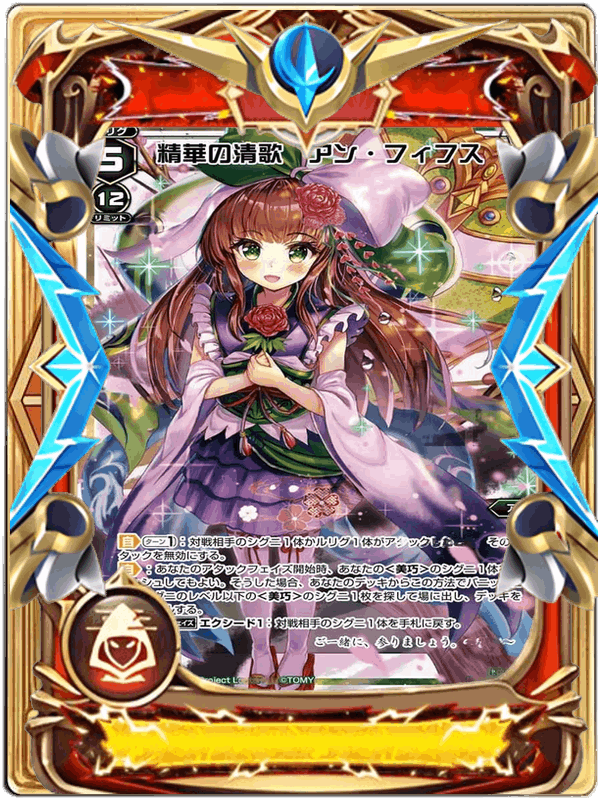 精華の清歌 アン・フィフス
5
12
リミット
自 ターン1：対戦相手のシグニ1体かルリグ1体がアタックした その
タックを無効にする。
：あなたのアタックフェイズ開始時、あなたの＜美巧＞のシグニ1体
シュしてもよい。そうした場合、あなたのデッキからこの方法でバニッ
ニのレベル以下の＜美巧＞のシグニ1枚を探して場に出し、デッキを
する。
エクシード1：対戦相手のシグニ1体を手札に戻す。
ご一緒に、参りましょう。
©TOMY